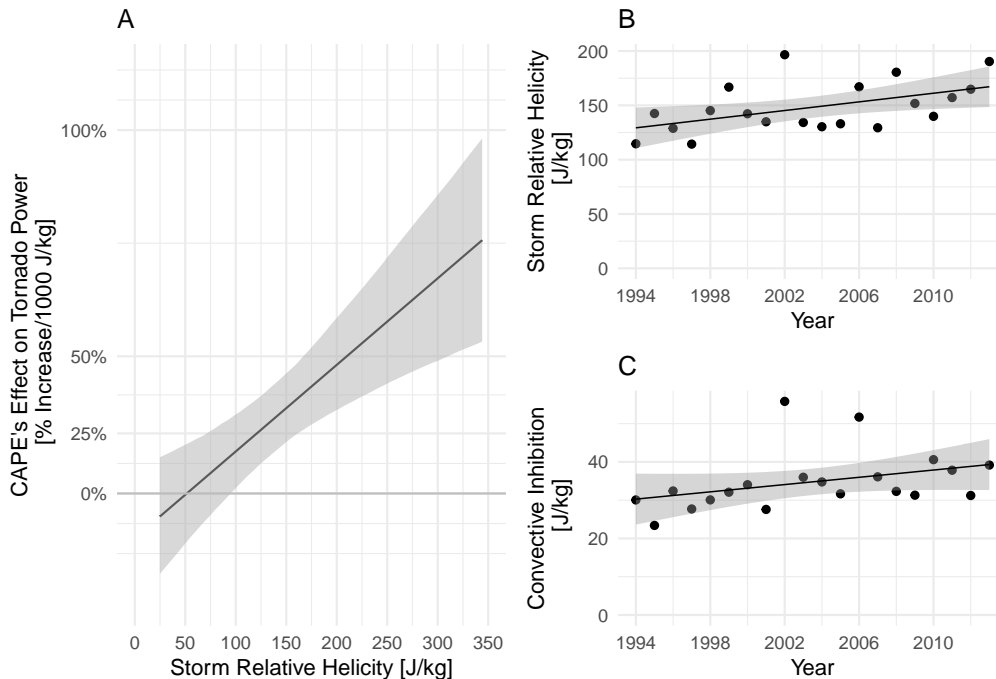 A
CAPE's Effect on Tornado Power
[% Increase/1000 J/kg]
100%
50%
25%
0%
0 50 100 150 200 250 300 350
Storm Relative Helicity [J/kg]
B
Storm Relative Helicity
[J/kg]
200
150
100
50
0
1994 1998 2002 2006 2010
Year
C
Convective Inhibition
[J/kg]
40
20
0
1994 1998 2002 2006 2010
Year